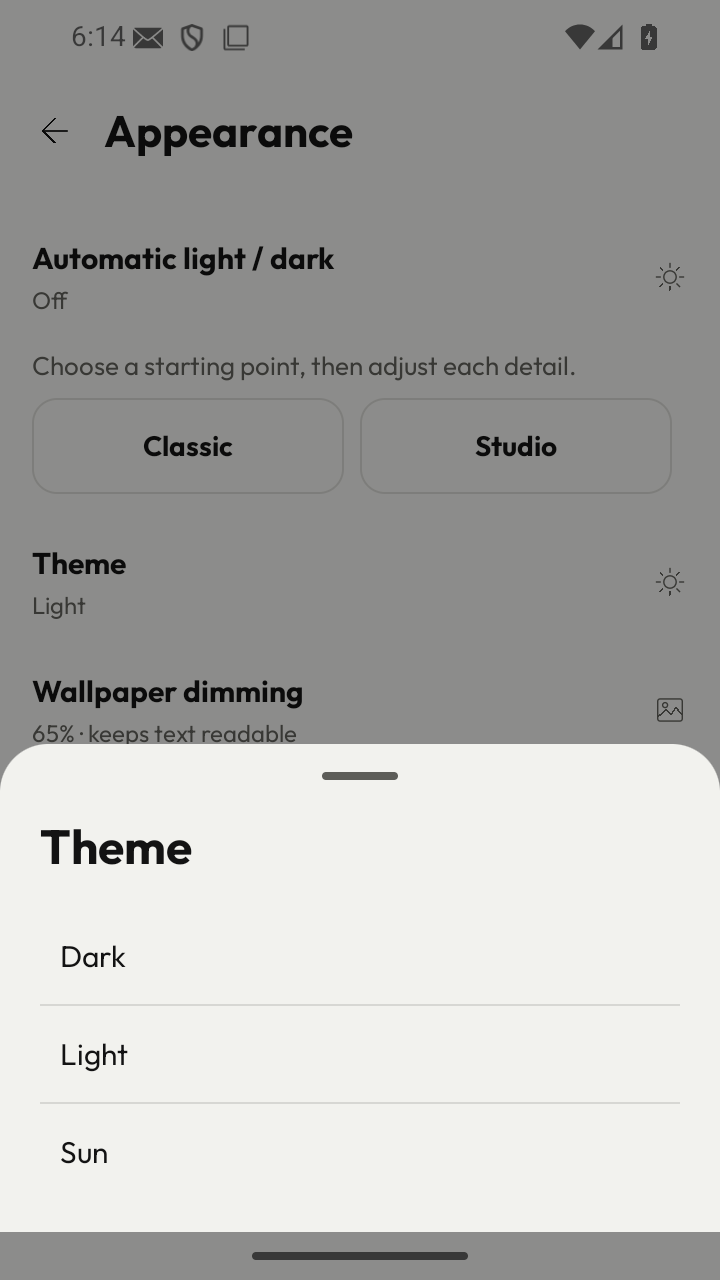 6:14
Appearance
Automatic light / dark
Off
Choose a starting point, then adjust each detail.
Classic
Studio
Theme
Light
Wallpaper dimming
65% · keeps text readable
Theme
Dark
Light
Sun